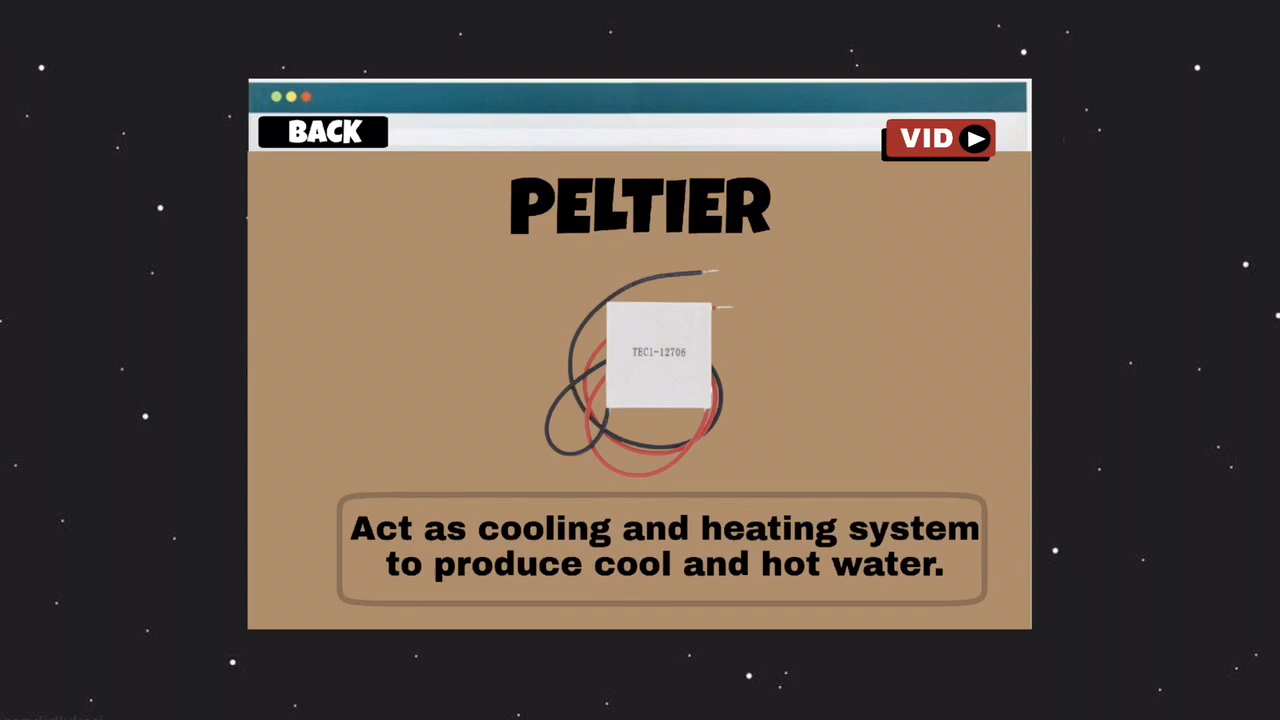 BACK
VID
PELTIER
TEC1-12706
Act as cooling and heating system
to produce cool and hot water.